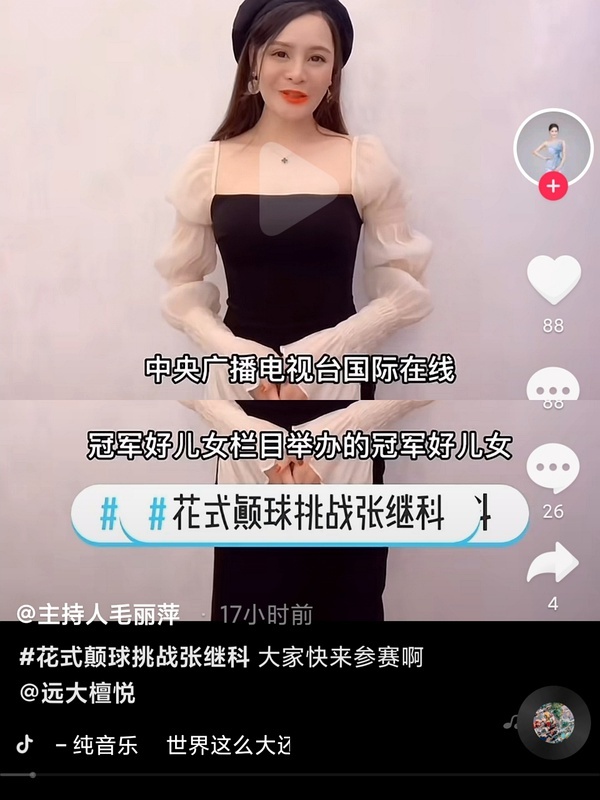 中央广播电视台国际在线
88
88
冠军好儿女栏目举办的冠军好儿女
# #花式颠球挑战张继科
26
4
@主持人毛丽萍 · 17小时前
#花式颠球挑战张继科 大家快来参赛啊
@远大檀悦
- 纯音乐 世界这么大还